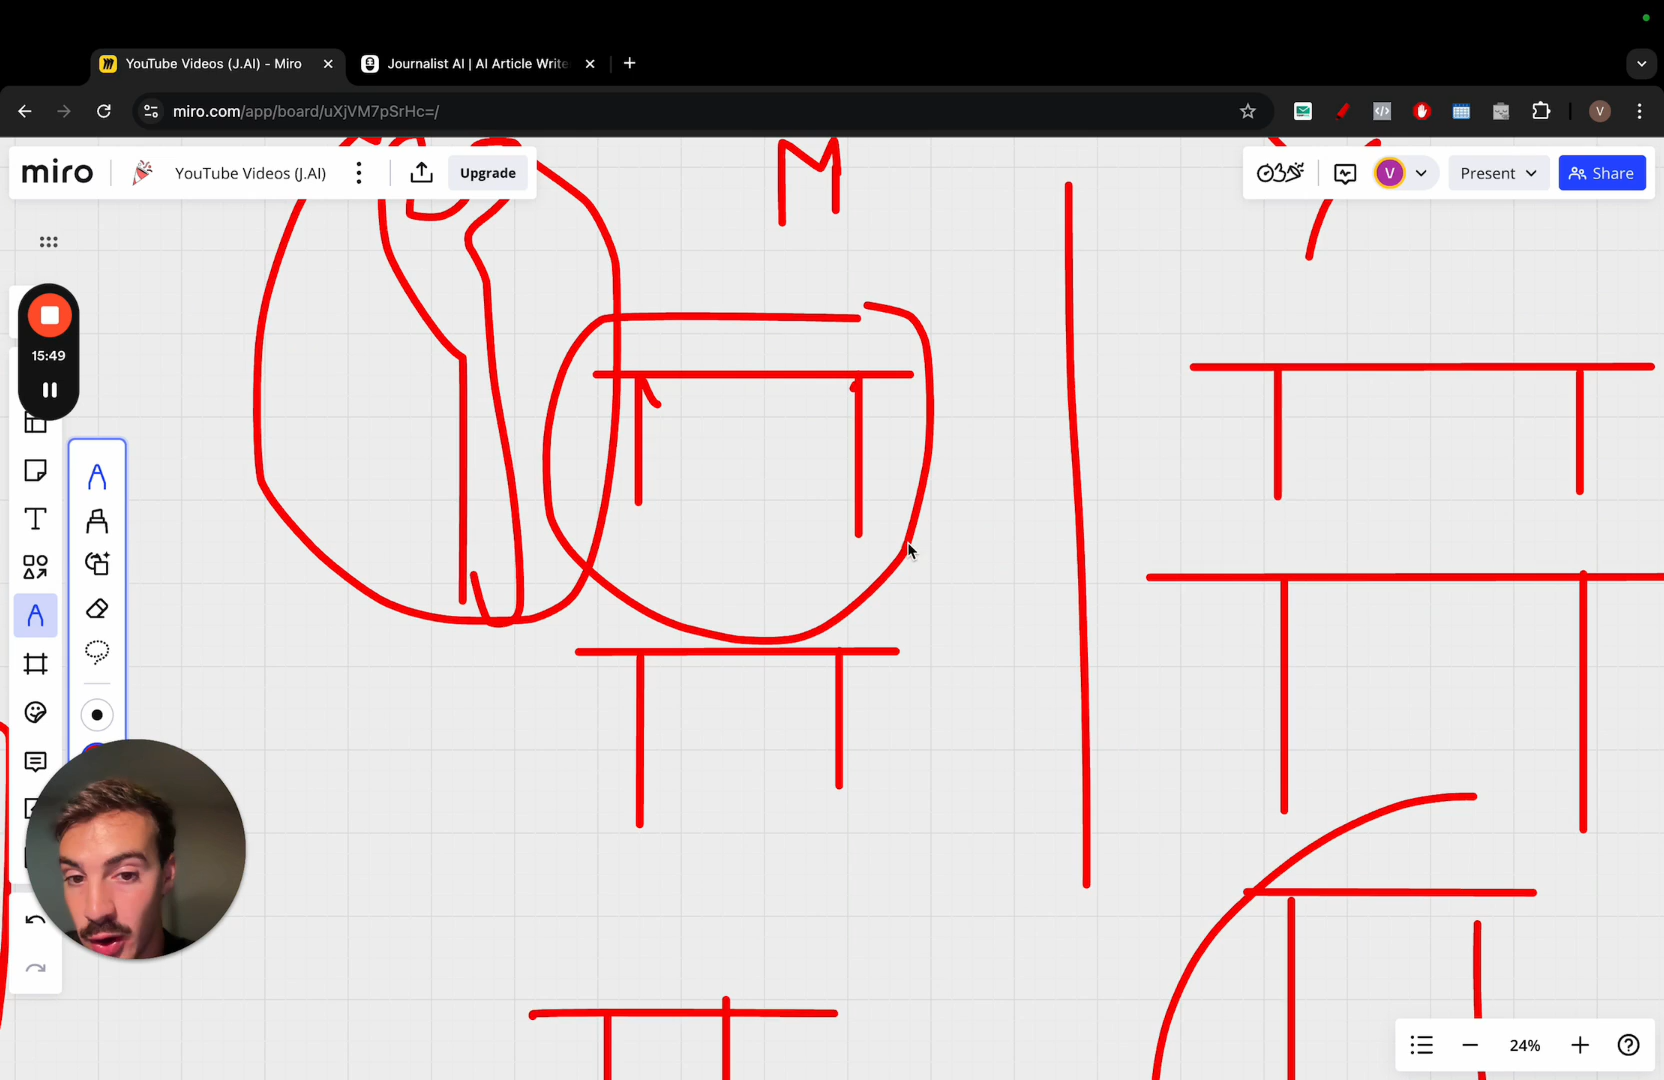 YouTube Videos (J.AI) - Miro
Journalist AI | AI Article Write
miro.com/app/board/uXjVM7pSrHc=/
V
miro
YouTube Videos (J.AI)
Upgrade
V
Present
Share
M
15:49
24%